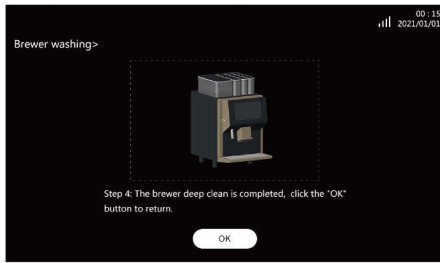 00 : 15
2021/01/01
Brewer washing>
Step 4: The brewer deep clean is completed, click the "OK"
button to return.
OK